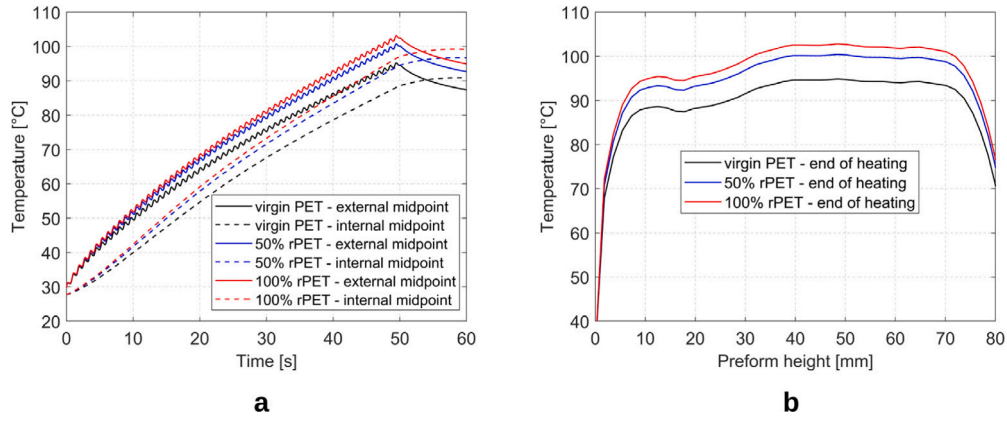 110
100
90
80
70
60
50
40
30
20
Temperature [°C]
0 10 20 30 40 50 60
Time [s]
virgin PET - external midpoint
virgin PET - internal midpoint
50% rPET - external midpoint
50% rPET - internal midpoint
100% rPET - external midpoint
100% rPET - internal midpoint
a
110
100
90
80
70
60
50
40
Temperature [°C]
0 10 20 30 40 50 60 70 80
Preform height [mm]
virgin PET - end of heating
50% rPET - end of heating
100% rPET - end of heating
b